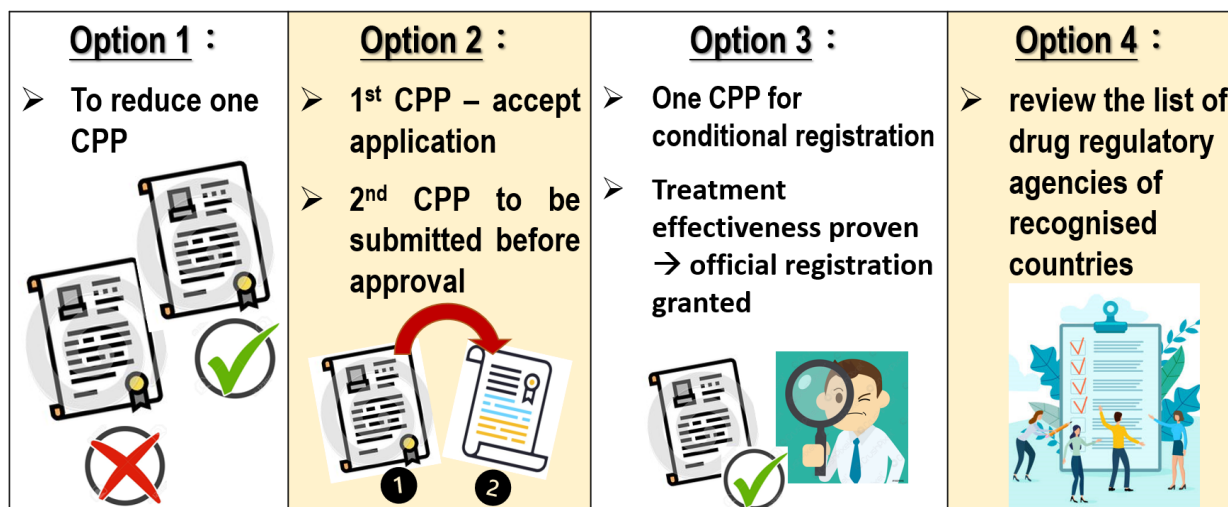 Option 1：
➢ To reduce one
CPP
Option 2：
➢ 1st CPP – accept
application
➢ 2nd CPP to be
submitted before
approval
1
2
Option 3：
➢ One CPP for
conditional registration
➢ Treatment
effectiveness proven
→ official registration
granted
Option 4：
➢ review the list of
drug regulatory
agencies of
recognised
countries